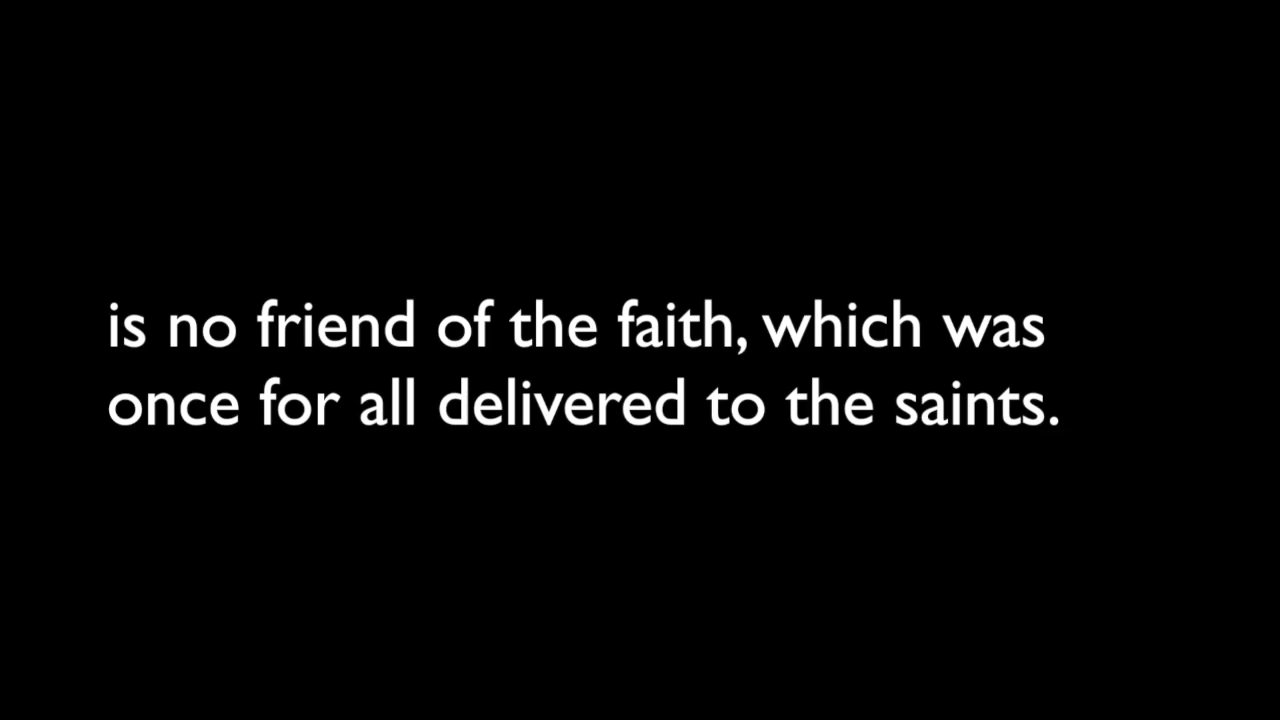 is no friend of the faith, which was
once for all delivered to the saints.